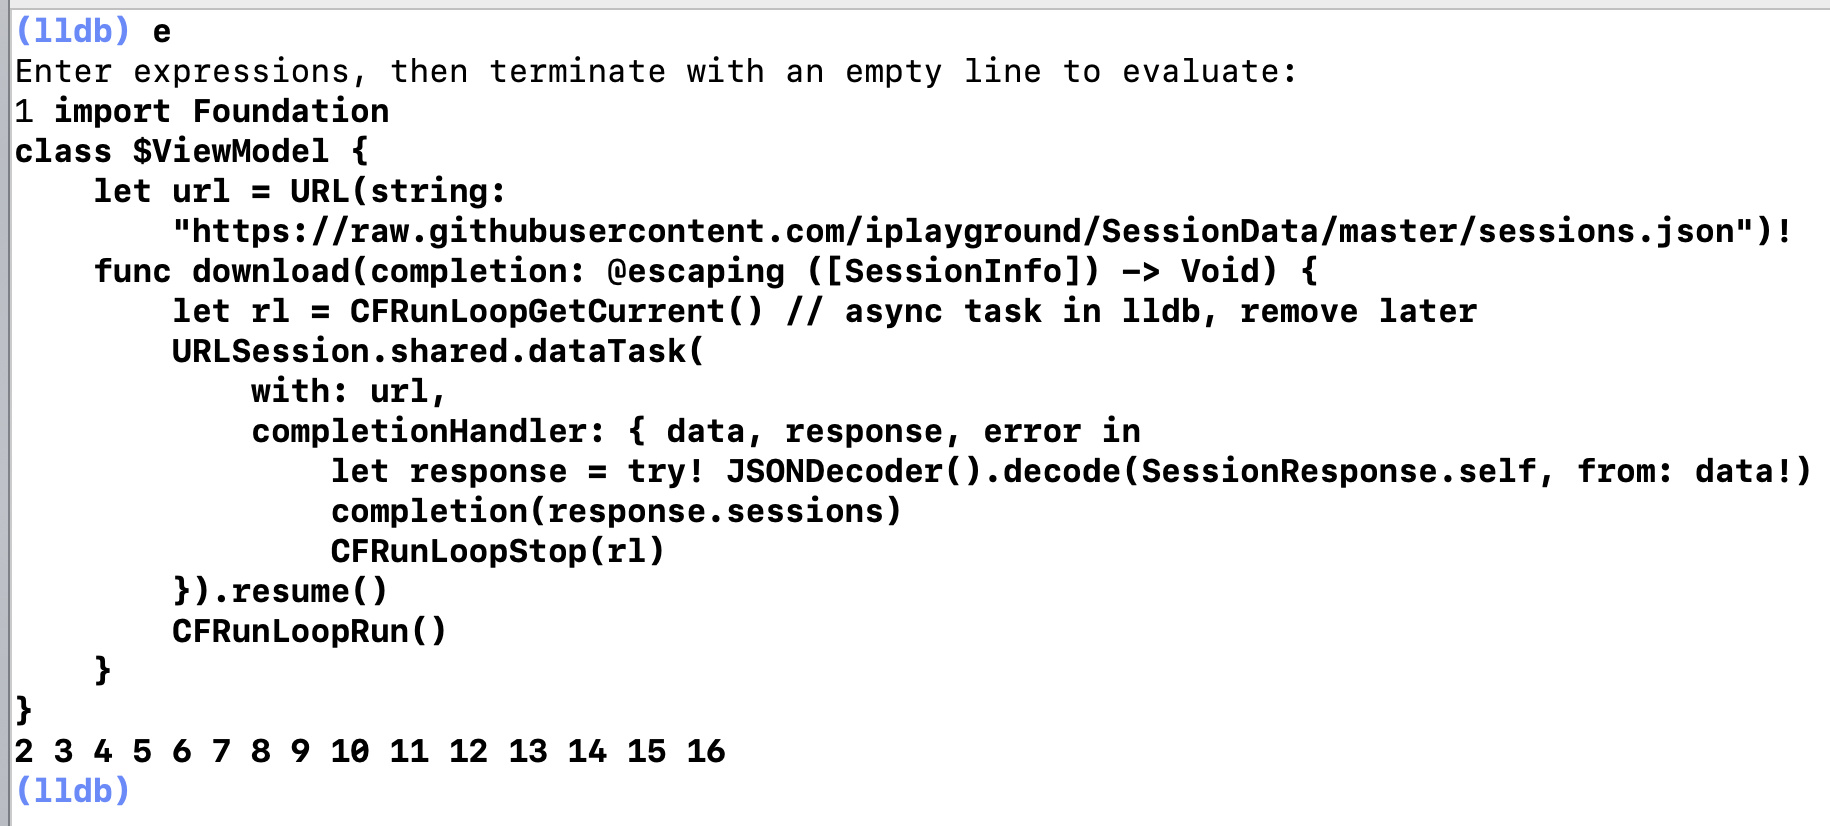 (lldb) e
Enter expressions, then terminate with an empty line to evaluate:
1 import Foundation
class $ViewModel {
    let url = URL(string:
        "https://raw.githubusercontent.com/iplayground/SessionData/master/sessions.json")!
    func download(completion: @escaping ([SessionInfo]) -> Void) {
        let rl = CFRunLoopGetCurrent() // async task in lldb, remove later
        URLSession.shared.dataTask(
            with: url,
            completionHandler: { data, response, error in
                let response = try! JSONDecoder().decode(SessionResponse.self, from: data!)
                completion(response.sessions)
                CFRunLoopStop(rl)
        }).resume()
        CFRunLoopRun()
    }
}
2 3 4 5 6 7 8 9 10 11 12 13 14 15 16
(lldb)